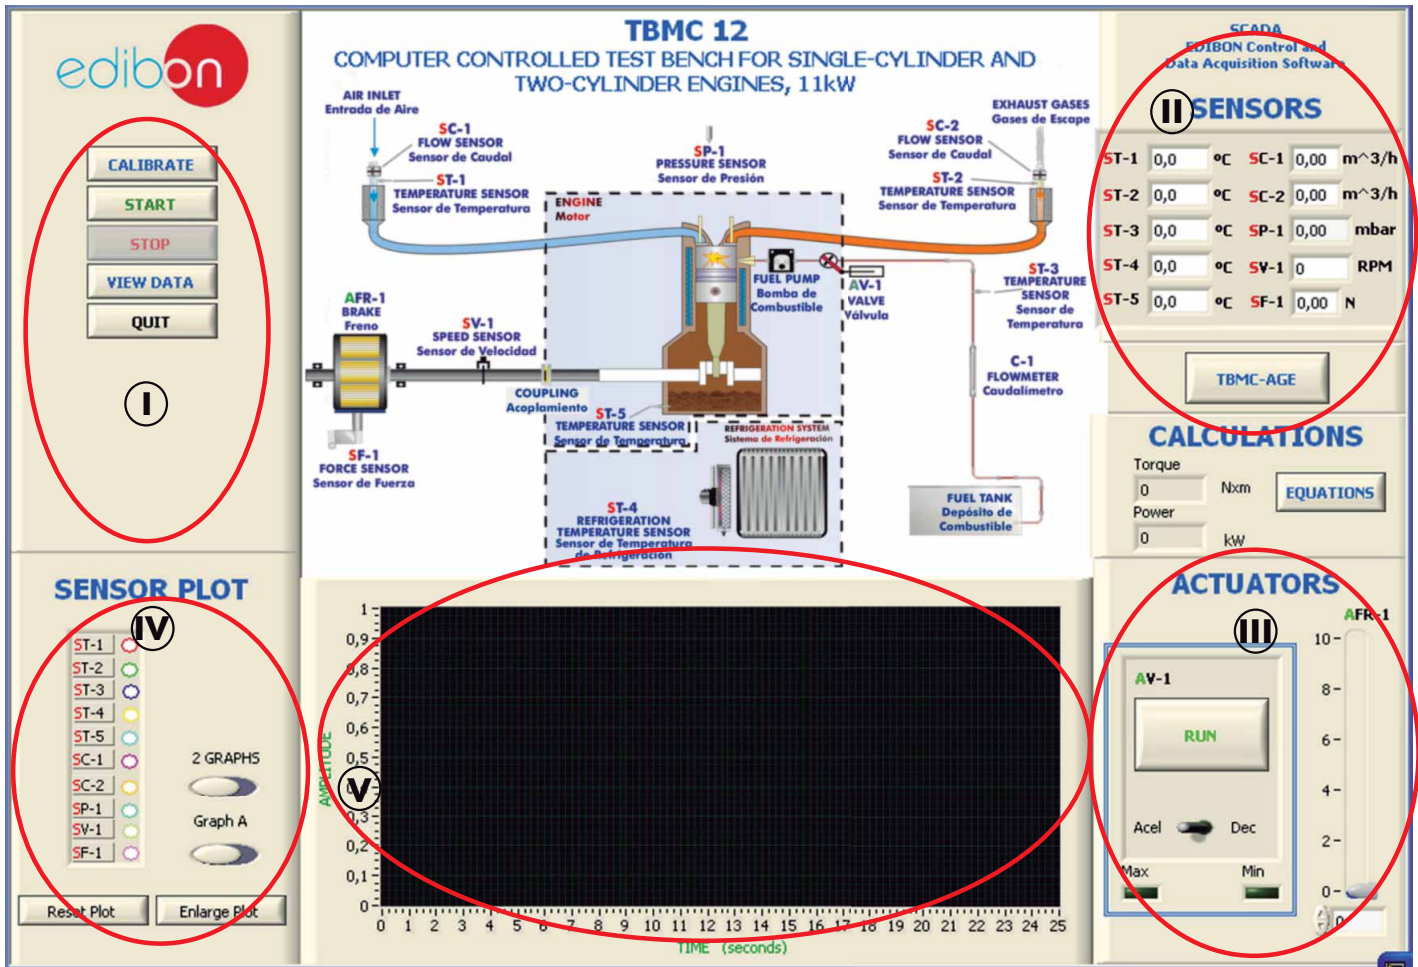 edibon
CALIBRATE
START
STOP
VIEW DATA
QUIT
I
TBMC 12
COMPUTER CONTROLLED TEST BENCH FOR SINGLE-CYLINDER AND
TWO-CYLINDER ENGINES, 11kW
AIR INLET
Entrada de Aire
SC-1
FLOW SENSOR
Sensor de Caudal
ST-1
TEMPERATURE SENSOR
Sensor de Temperatura
SP-1
PRESSURE SENSOR
Sensor de Presión
EXHAUST GASES
Gases de Escape
SC-2
FLOW SENSOR
Sensor de Caudal
ST-2
TEMPERATURE SENSOR
Sensor de Temperatura
ENGINE
Motor
FUEL PUMP
Bomba de
Combustible
AV-1
VALVE
Válvula
ST-3
TEMPERATURE
SENSOR
Sensor de
Temperatura
AFR-1
BRAKE
Freno
SV-1
SPEED SENSOR
Sensor de Velocidad
COUPLING
Acoplamiento
C-1
FLOWMETER
Caudalímetro
ST-5
TEMPERATURE SENSOR
Sensor de Temperatura
REFRIGERATION SYSTEM
Sistema de Refrigeración
SF-1
FORCE SENSOR
Sensor de Fuerza
ST-4
REFRIGERATION
TEMPERATURE SENSOR
Sensor de Temperatura
de Refrigeración
FUEL TANK
Depósito de
Combustible
SCADA
EDIBON Control and
Data Acquisition Software
II
SENSORS
ST-1 0,0 ºC SC-1 0,00 m^3/h
ST-2 0,0 ºC SC-2 0,00 m^3/h
ST-3 0,0 ºC SP-1 0,00 mbar
ST-4 0,0 ºC SV-1 0 RPM
ST-5 0,0 ºC SF-1 0,00 N
TBMC-AGE
CALCULATIONS
Torque
0 Nxm
EQUATIONS
Power
0 kW
SENSOR PLOT
IV
ST-1
ST-2
ST-3
ST-4
ST-5
SC-1
SC-2
SP-1
SV-1
SF-1
2 GRAPHS
Graph A
Reset Plot
Enlarge Plot
AMPLITUDE
V
1
0,9
0,8
0,7
0,6
0,5
0,3
0,2
0,1
0
0 1 2 3 4 5 6 7 8 9 10 11 12 13 14 15 16 17 18 19 20 21 22 23 24 25
TIME (seconds)
ACTUATORS
III
AFR-1
10
8
6
4
2
0
0
AV-1
RUN
Acel Dec
Max Min